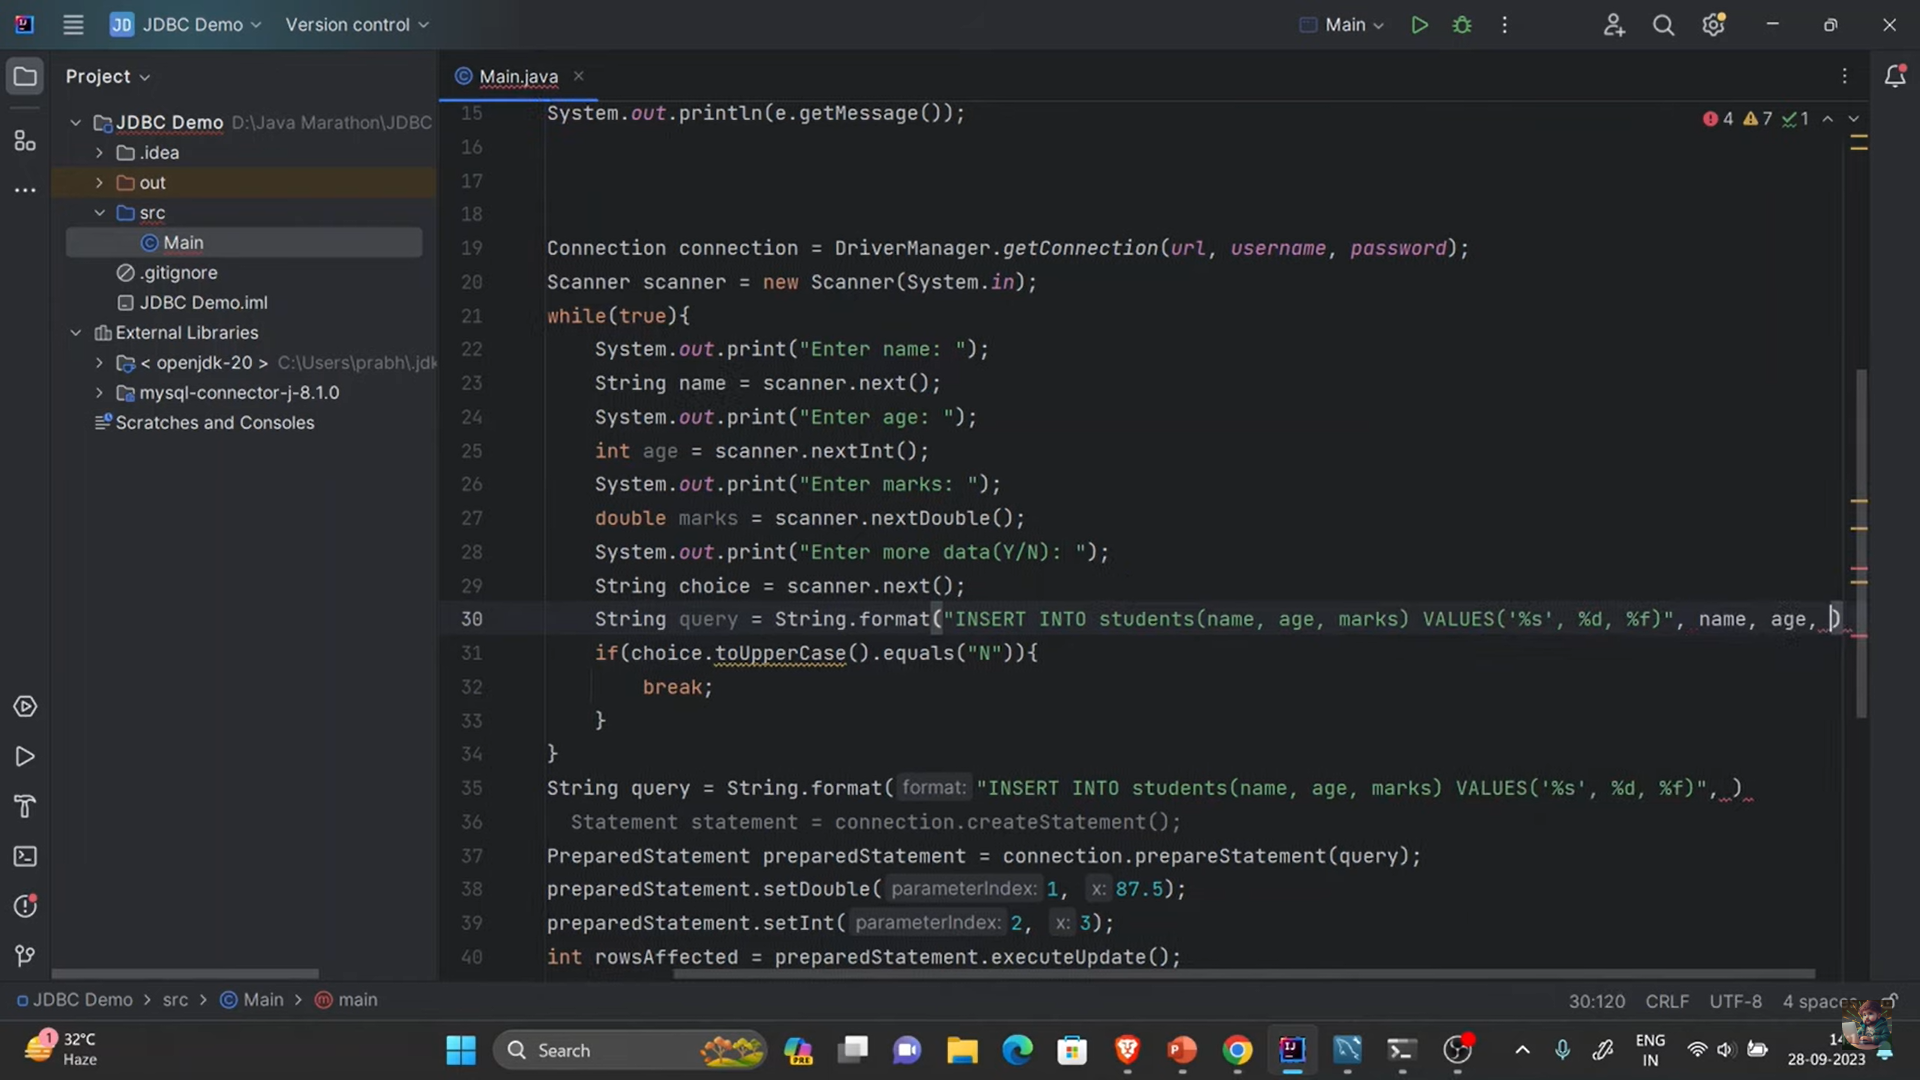 JD JDBC Demo Version control Main
Project
Main.java
JDBC Demo D:\Java Marathon\JDBC
.idea
out
src
Main
.gitignore
JDBC Demo.iml
External Libraries
< openjdk-20 > C:\Users\prabh\.jdk
mysql-connector-j-8.1.0
Scratches and Consoles
4 7 1
15 System.out.println(e.getMessage());
16
17
18
19 Connection connection = DriverManager.getConnection(url, username, password);
20 Scanner scanner = new Scanner(System.in);
21 while(true){
22 System.out.print("Enter name: ");
23 String name = scanner.next();
24 System.out.print("Enter age: ");
25 int age = scanner.nextInt();
26 System.out.print("Enter marks: ");
27 double marks = scanner.nextDouble();
28 System.out.print("Enter more data(Y/N): ");
29 String choice = scanner.next();
30 String query = String.format("INSERT INTO students(name, age, marks) VALUES('%s', %d, %f)", name, age, )
31 if(choice.toUpperCase().equals("N")){
32 break;
33 }
34 }
35 String query = String.format( format: "INSERT INTO students(name, age, marks) VALUES('%s', %d, %f)", )
36 Statement statement = connection.createStatement();
37 PreparedStatement preparedStatement = connection.prepareStatement(query);
38 preparedStatement.setDouble( parameterIndex: 1, x: 87.5);
39 preparedStatement.setInt( parameterIndex: 2, x: 3);
40 int rowsAffected = preparedStatement.executeUpdate();
JDBC Demo > src > Main > main 30:120 CRLF UTF-8 4
1
32°C
Haze
Search
PRE
ENG
IN
28-09-2023